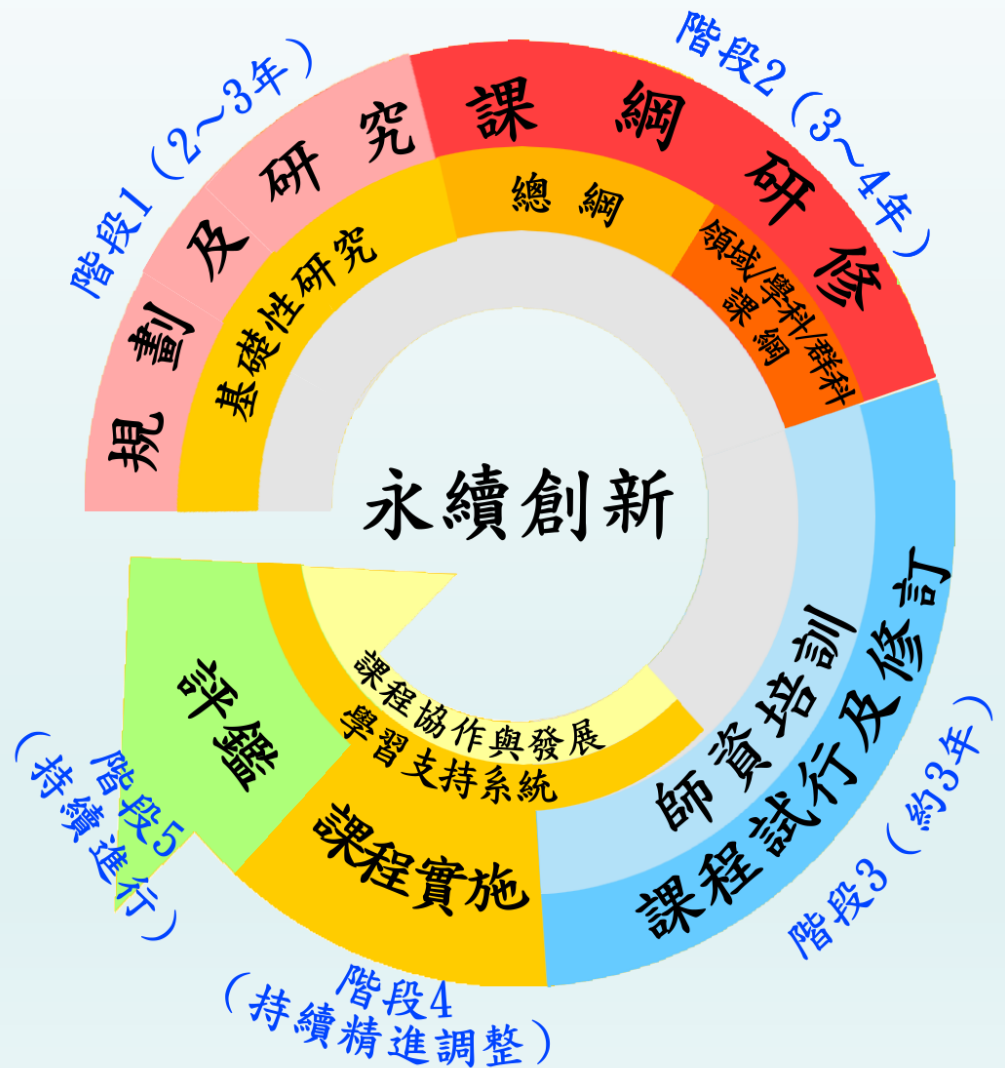 階段1（2～3年）
規劃及研究
基礎性研究
階段2（3～4年）
課綱研修
總綱
領域/學科/群科
課綱
永續創新
階段3（約3年）
課程試行及修訂
師資培訓
階段4
（持續精進調整）
課程實施
學習支持系統
課程協作與發展
階段5
（持續進行）
評鑑